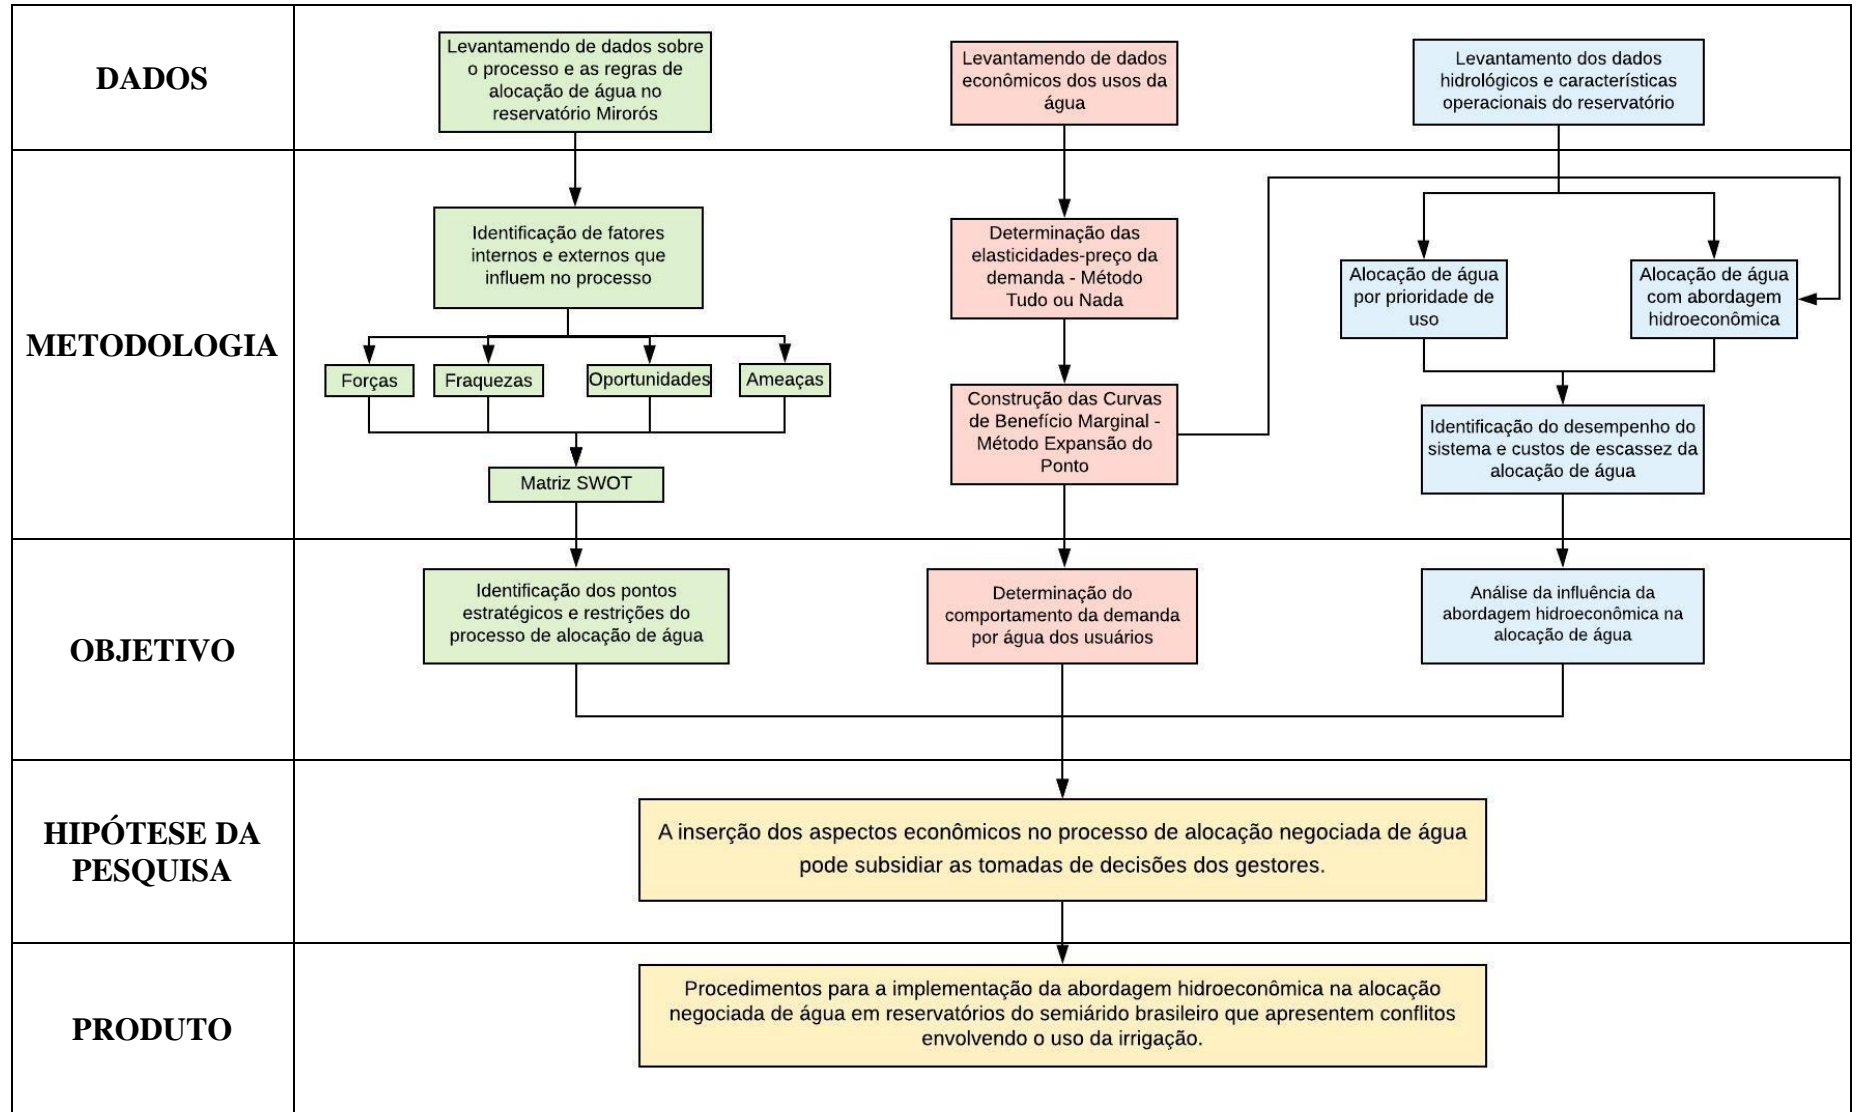 DADOS
Levantamendo de dados sobre
o processo e as regras de
alocação de água no
reservatório Mirorós
Levantamendo de dados
econômicos dos usos da
água
Levantamento dos dados
hidrológicos e características
operacionais do reservatório
METODOLOGIA
Identificação de fatores
internos e externos que
influem no processo
Forças
Fraquezas
Oportunidades
Ameaças
Matriz SWOT
Determinação das
elasticidades-preço da
demanda - Método
Tudo ou Nada
Construção das Curvas
de Benefício Marginal -
Método Expansão do
Ponto
Alocação de água
por prioridade de
uso
Alocação de água
com abordagem
hidroeconômica
Identificação do desempenho do
sistema e custos de escassez da
alocação de água
OBJETIVO
Identificação dos pontos
estratégicos e restrições do
processo de alocação de água
Determinação do
comportamento da demanda
por água dos usuários
Análise da influência da
abordagem hidroeconômica na
alocação de água
HIPÓTESE DA
PESQUISA
A inserção dos aspectos econômicos no processo de alocação negociada de água
pode subsidiar as tomadas de decisões dos gestores.
PRODUTO
Procedimentos para a implementação da abordagem hidroeconômica na alocação
negociada de água em reservatórios do semiárido brasileiro que apresentem conflitos
envolvendo o uso da irrigação.